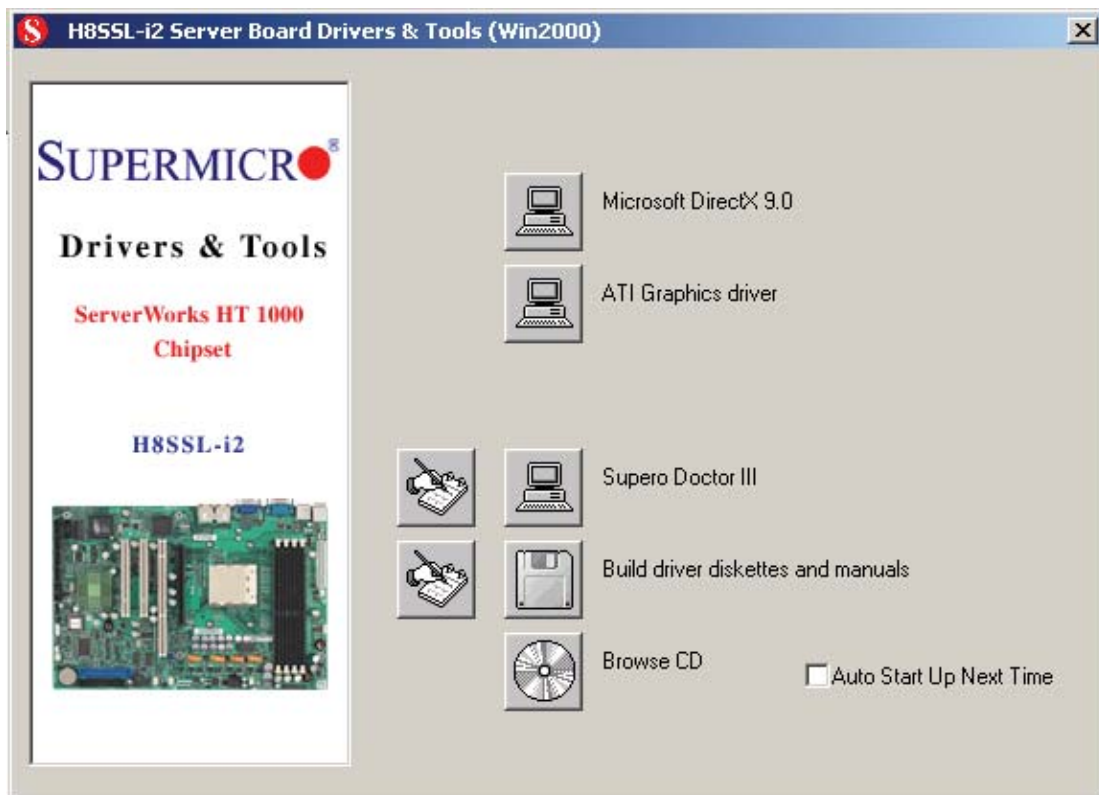 H8SSL-i2 Server Board Drivers & Tools (Win2000)
SUPERMICRO®
Drivers & Tools
ServerWorks HT 1000
Chipset
H8SSL-i2
Microsoft DirectX 9.0
ATI Graphics driver
Supero Doctor III
Build driver diskettes and manuals
Browse CD
Auto Start Up Next Time